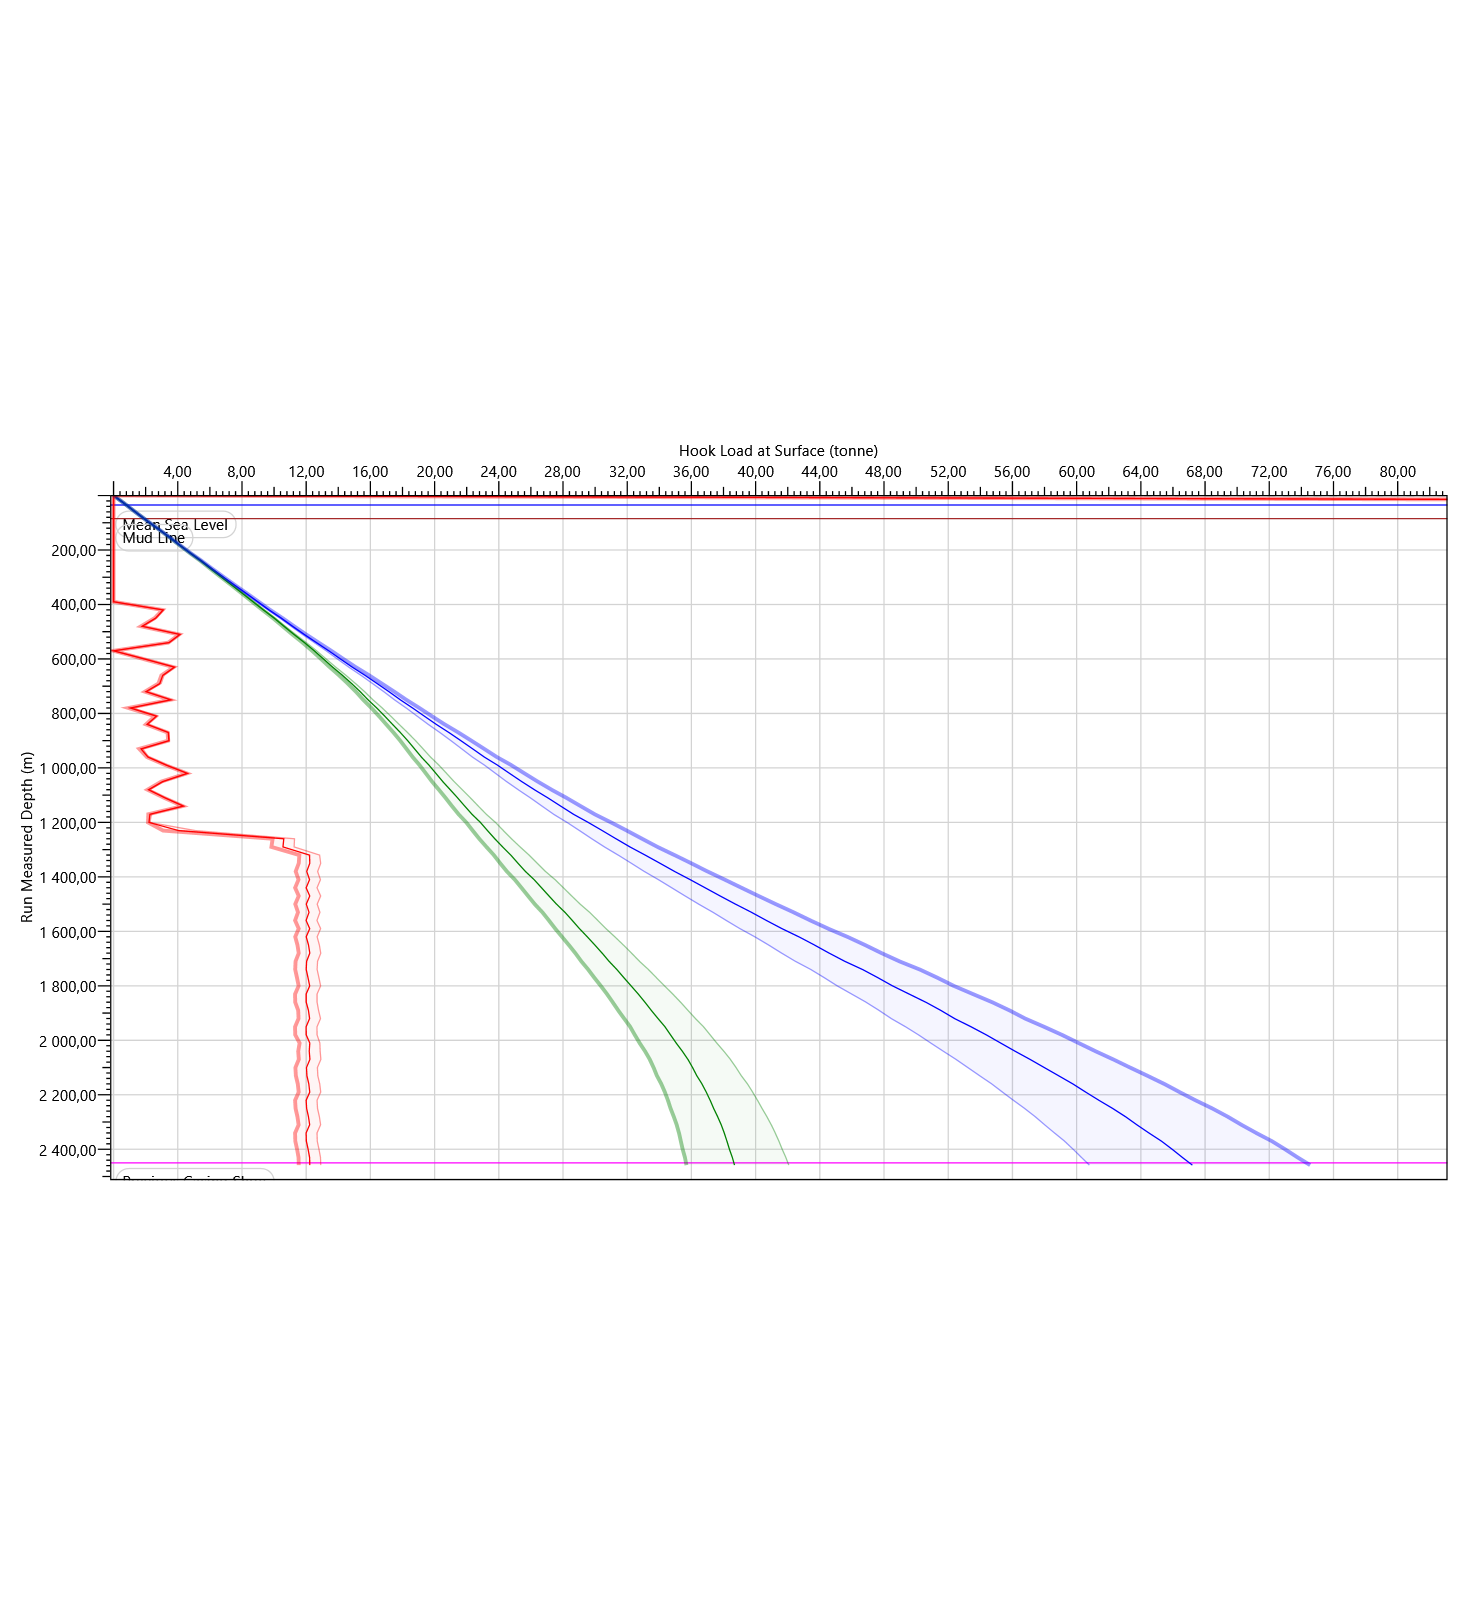 Hook Load at Surface (tonne)
4,00 8,00 12,00 16,00 20,00 24,00 28,00 32,00 36,00 40,00 44,00 48,00 52,00 56,00 60,00 64,00 68,00 72,00 76,00 80,00
Mean Sea Level
Mud Line
200,00
400,00
600,00
800,00
1 000,00
1 200,00
1 400,00
1 600,00
1 800,00
2 000,00
2 200,00
2 400,00
Run Measured Depth (m)